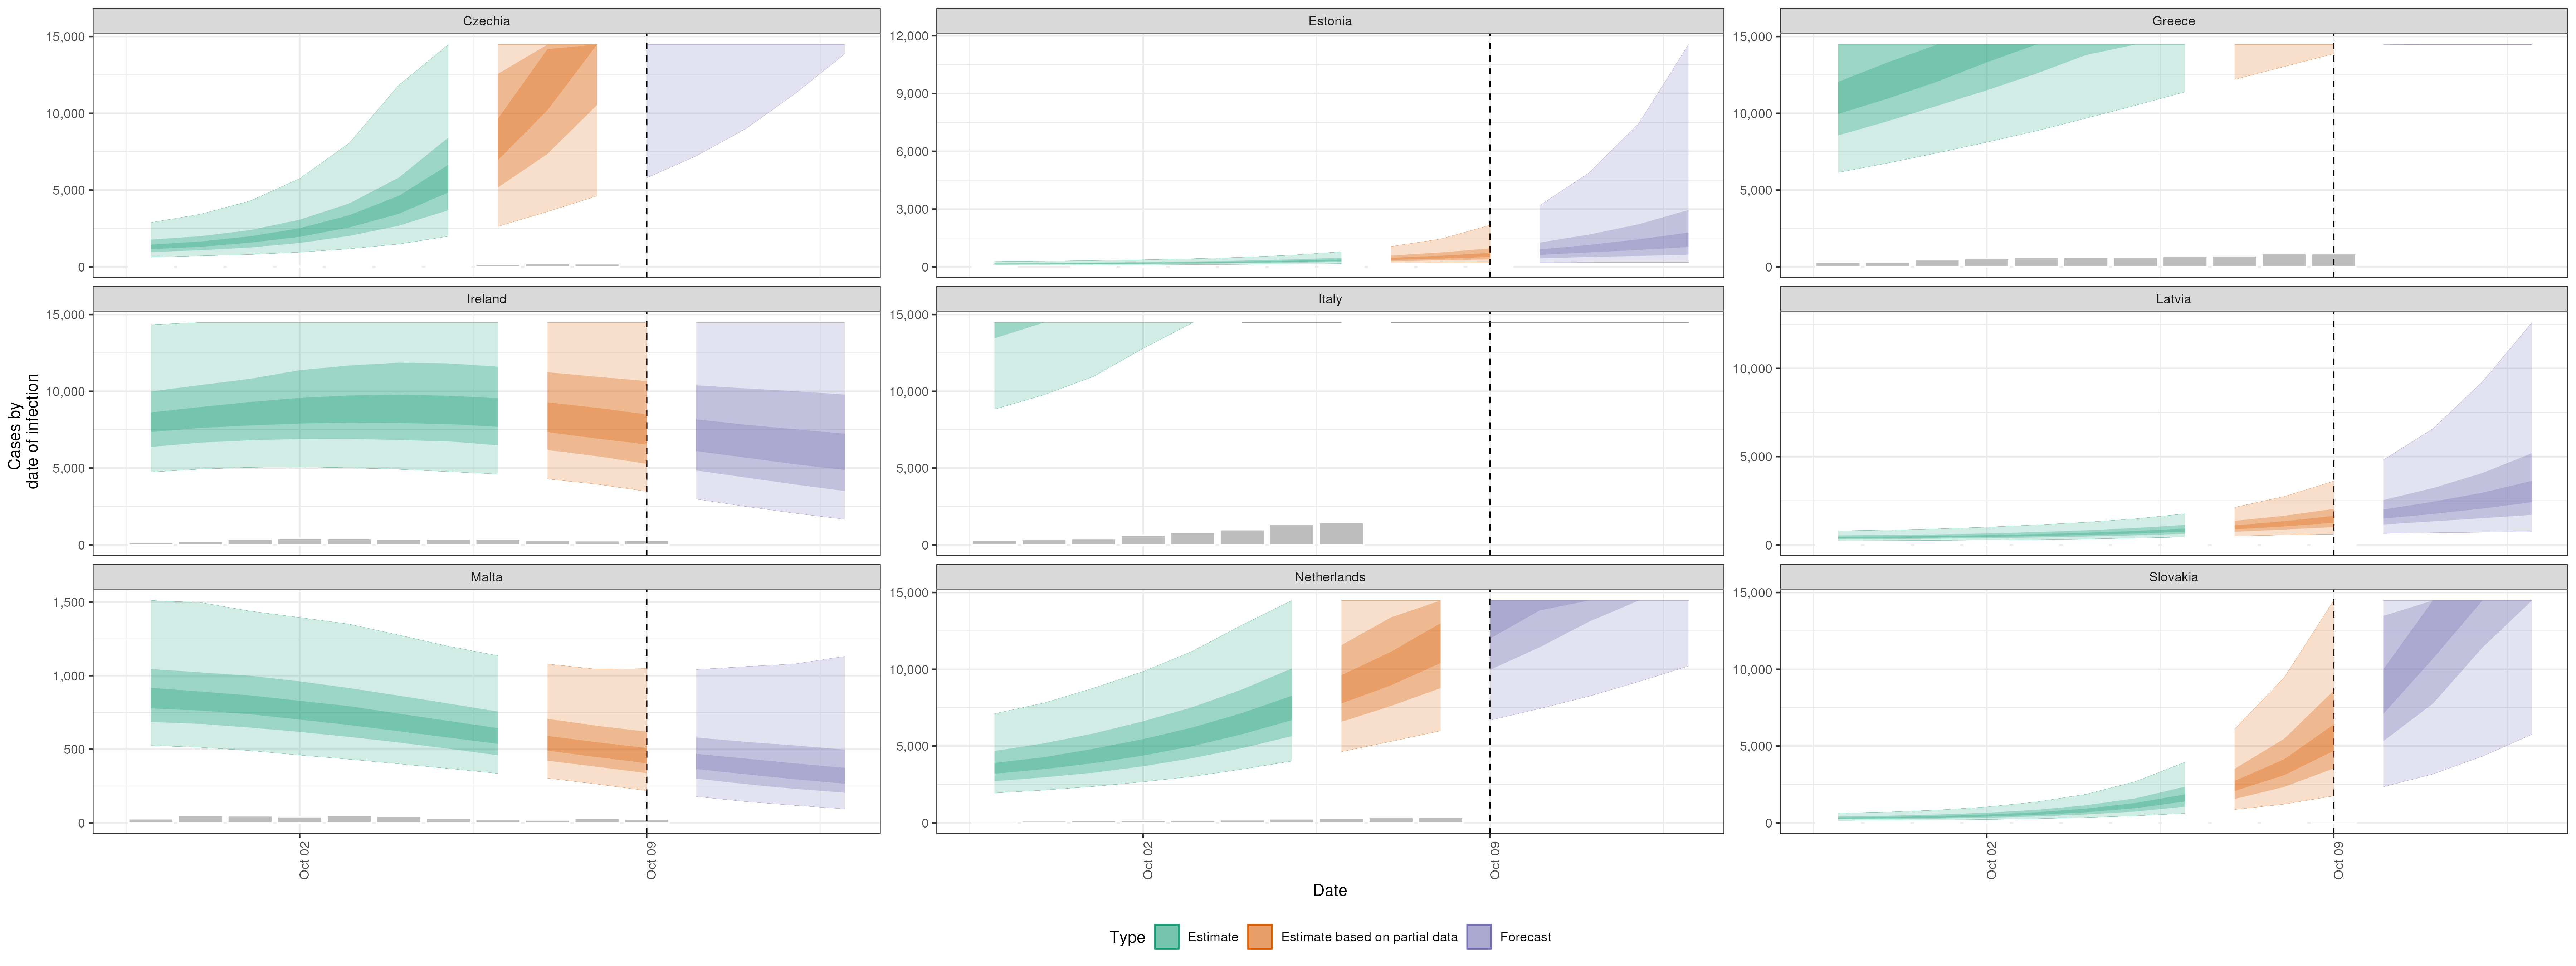 Czechia
Estonia
Greece
15,000
10,000
5,000
0
12,000
9,000
6,000
3,000
0
15,000
10,000
5,000
0
Ireland
Italy
Latvia
15,000
10,000
5,000
0
15,000
10,000
5,000
0
10,000
5,000
0
Cases by
date of infection
Malta
Netherlands
Slovakia
1,500
1,000
500
0
15,000
10,000
5,000
0
15,000
10,000
5,000
0
Oct 02
Oct 09
Oct 02
Oct 09
Oct 02
Oct 09
Date
Type
Estimate
Estimate based on partial data
Forecast